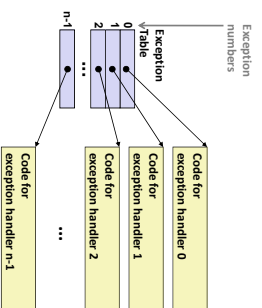 Exception
numbers
Exception
Table
0
1
2
...
n-1
Code for
exception handler 0
Code for
exception handler 1
Code for
exception handler 2
...
Code for
exception handler n-1